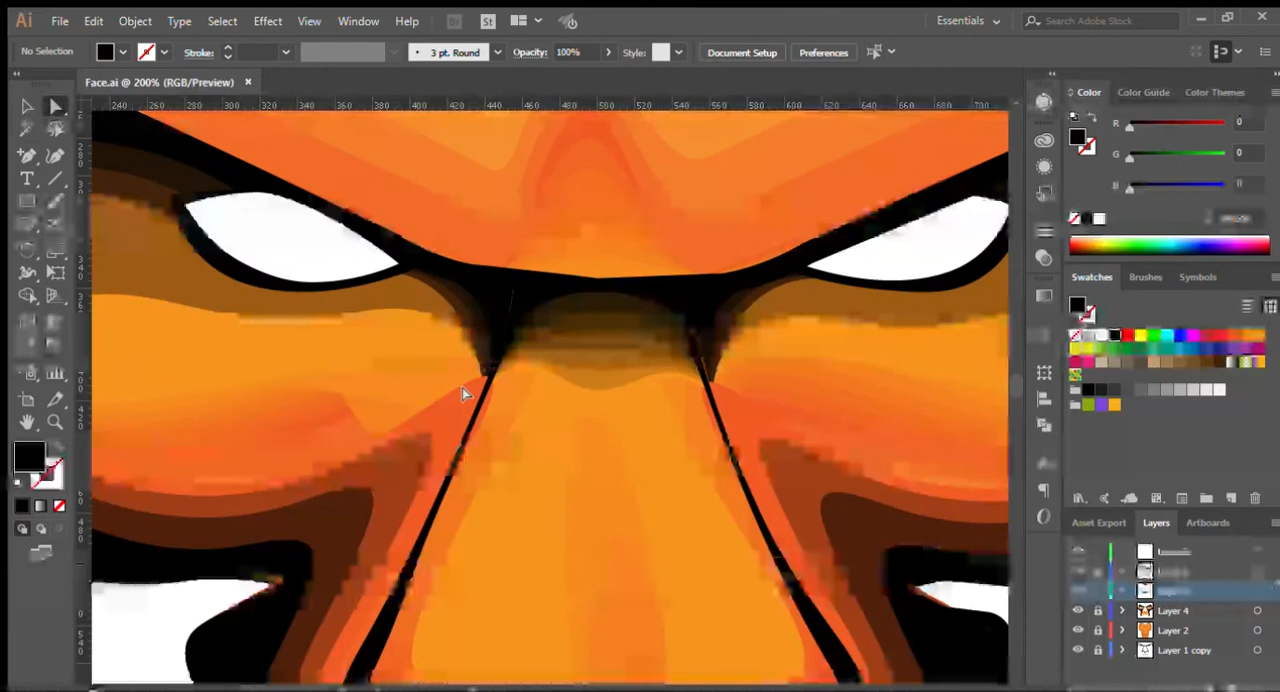 Ai File Edit Object Type Select Effect View Window Help Br St Essentials Search Adobe Stock
No Selection Stroke: 3 pt. Round Opacity: 100% Style: Document Setup Preferences
Face.ai @ 200% (RGB/Preview)
240 260 280 300 320 340 360 380 400 420 440 460 480 500 520 540 560 580 600 620 640 660 680 700
Color Color Guide Color Themes
R 0
G 0
B 0
Swatches Brushes Symbols
Asset Export Layers Artboards
Layer 4
Layer 2
Layer 1 copy